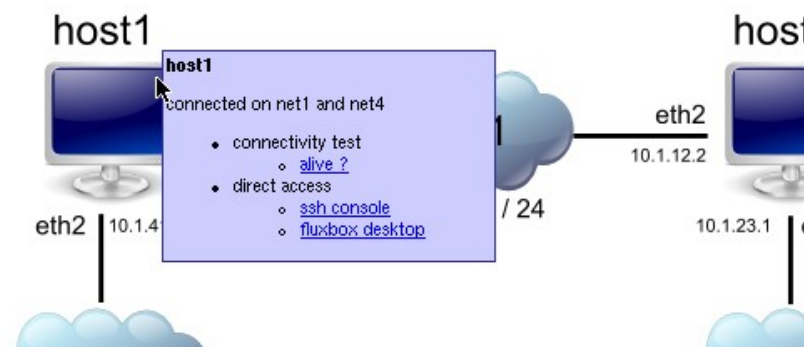 host1
host1
connected on net1 and net4
connectivity test
alive ?
direct access
ssh console
fluxbox desktop
eth2
10.1.12.2
/ 24
eth2
10.1.23.1